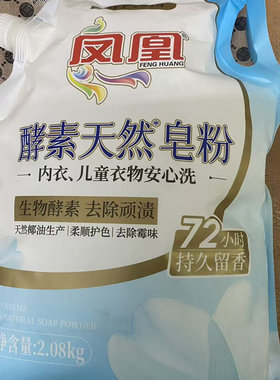 凤凰
FENG HUANG
酵素天然皂粉
内衣、儿童衣物安心洗
生物酵素 去除顽渍
天然椰油生产|柔顺护色|去除霉味
72小时
持久留香
ENZYME
NATURAL SOAP POWDER
净含量:2.08kg